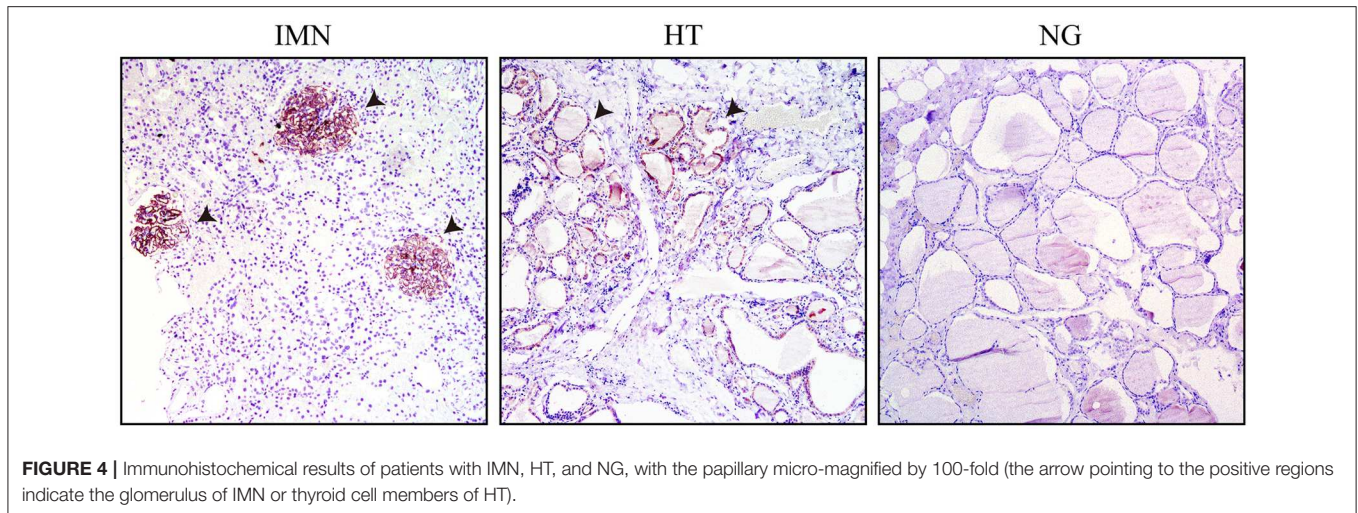 IMN HT NG
FIGURE 4 | Immunohistochemical results of patients with IMN, HT, and NG, with the papillary micro-magnified by 100-fold (the arrow pointing to the positive regions
indicate the glomerulus of IMN or thyroid cell members of HT).